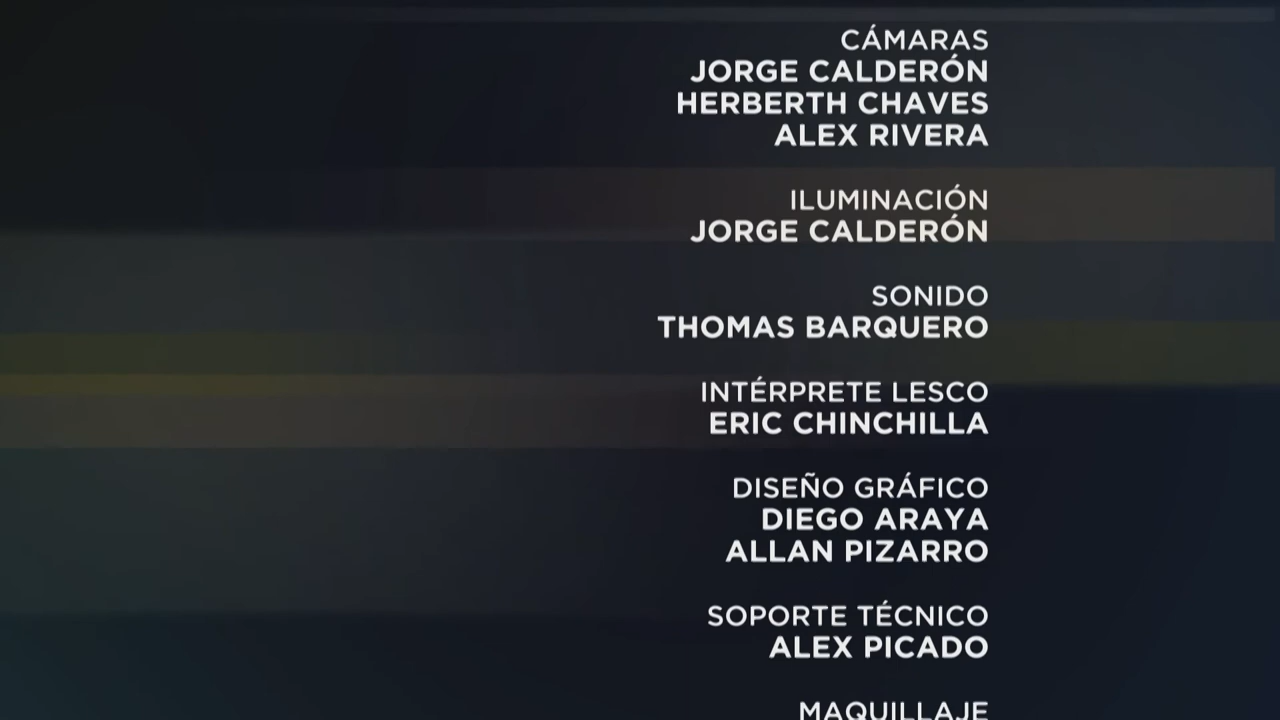 CÁMARAS
JORGE CALDERÓN
HERBERTH CHAVES
ALEX RIVERA
ILUMINACIÓN
JORGE CALDERÓN
SONIDO
THOMAS BARQUERO
INTÉRPRETE LESCO
ERIC CHINCHILLA
DISEÑO GRÁFICO
DIEGO ARAYA
ALLAN PIZARRO
SOPORTE TÉCNICO
ALEX PICADO
MAQUILLAJE